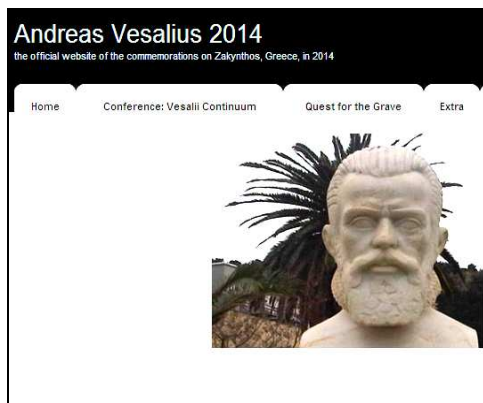 Andreas Vesalius 2014
the official website of the commemorations on Zakynthos, Greece, in 2014
Home Conference: Vesalii Continuum Quest for the Grave Extra